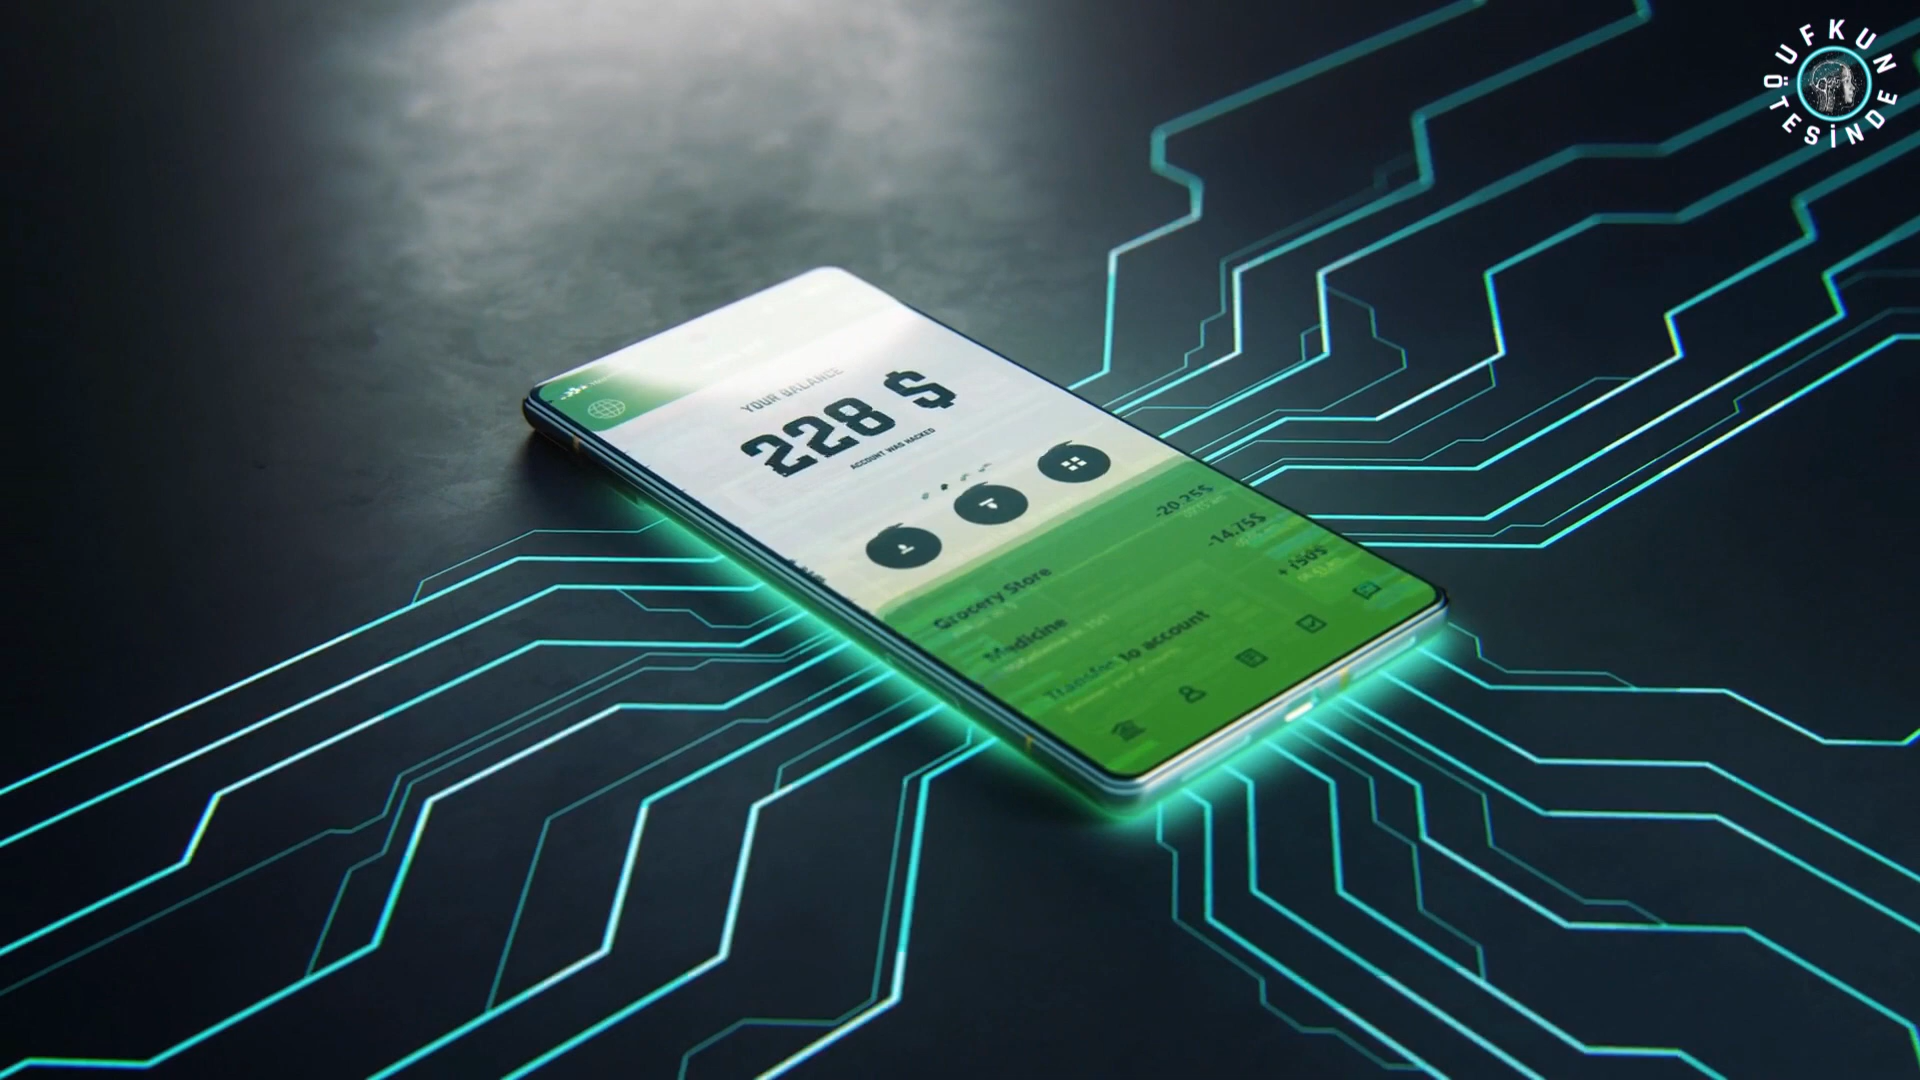 UFKUN
ÖTESİNDE
YOUR BALANCE
228 $
ACCOUNT WAS HACKED
-20.25$
Grocery Store
-14.75$
Medicine
Transfer to account